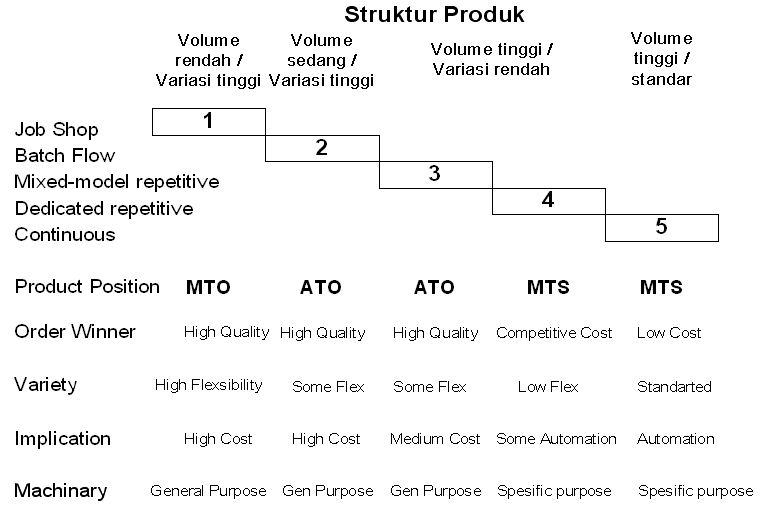 Struktur Produk
Volume rendah / Variasi tinggi
Volume sedang / Variasi tinggi
Volume tinggi / Variasi rendah
Volume tinggi / standar
Job Shop 1
Batch Flow 2
Mixed-model repetitive 3
Dedicated repetitive 4
Continuous 5
Product Position MTO ATO ATO MTS MTS
Order Winner High Quality High Quality High Quality Competitive Cost Low Cost
Variety High Flexsibility Some Flex Some Flex Low Flex Standarted
Implication High Cost High Cost Medium Cost Some Automation Automation
Machinary General Purpose Gen Purpose Gen Purpose Spesific purpose Spesific purpose